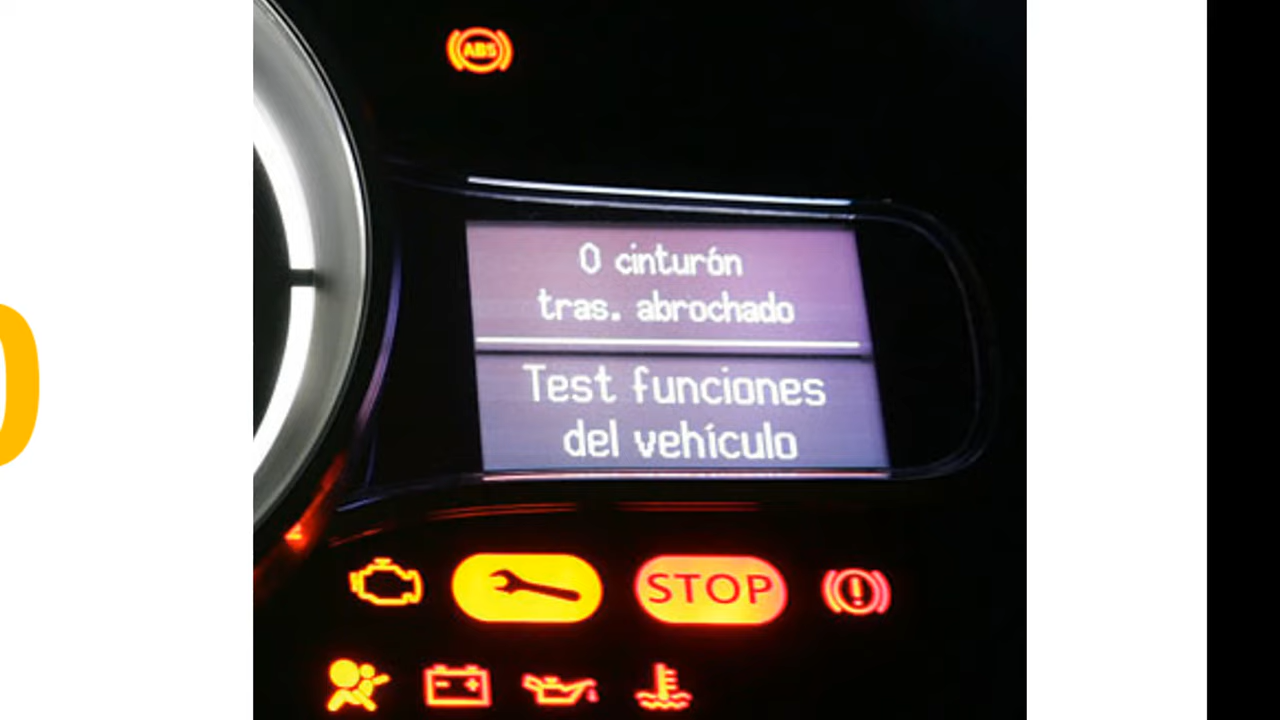 ABS
0 cinturón
tras. abrochado
Test funciones
del vehículo
STOP